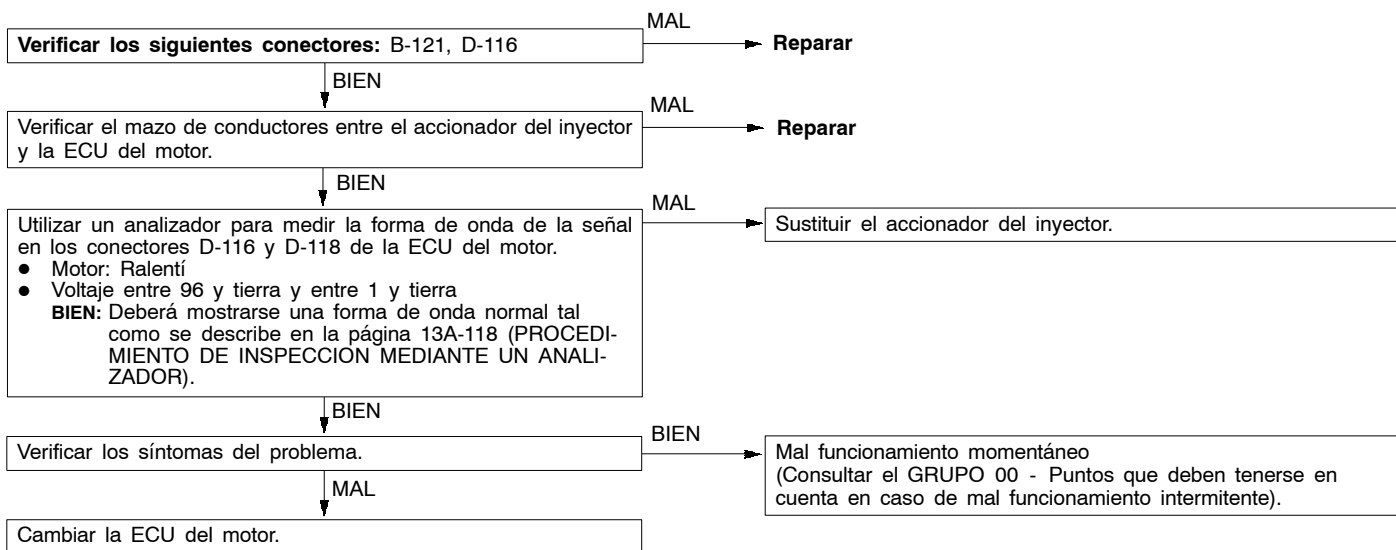 Verificar los siguientes conectores: B-121, D-116
MAL
Reparar
BIEN
Verificar el mazo de conductores entre el accionador del inyector
y la ECU del motor.
MAL
Reparar
BIEN
Utilizar un analizador para medir la forma de onda de la señal
en los conectores D-116 y D-118 de la ECU del motor.
● Motor: Ralentí
● Voltaje entre 96 y tierra y entre 1 y tierra
BIEN: Deberá mostrarse una forma de onda normal tal
como se describe en la página 13A-118 (PROCEDI-
MIENTO DE INSPECCION MEDIANTE UN ANALI-
ZADOR).
MAL
Sustituir el accionador del inyector.
BIEN
Verificar los síntomas del problema.
BIEN
Mal funcionamiento momentáneo
(Consultar el GRUPO 00 - Puntos que deben tenerse en
cuenta en caso de mal funcionamiento intermitente).
MAL
Cambiar la ECU del motor.